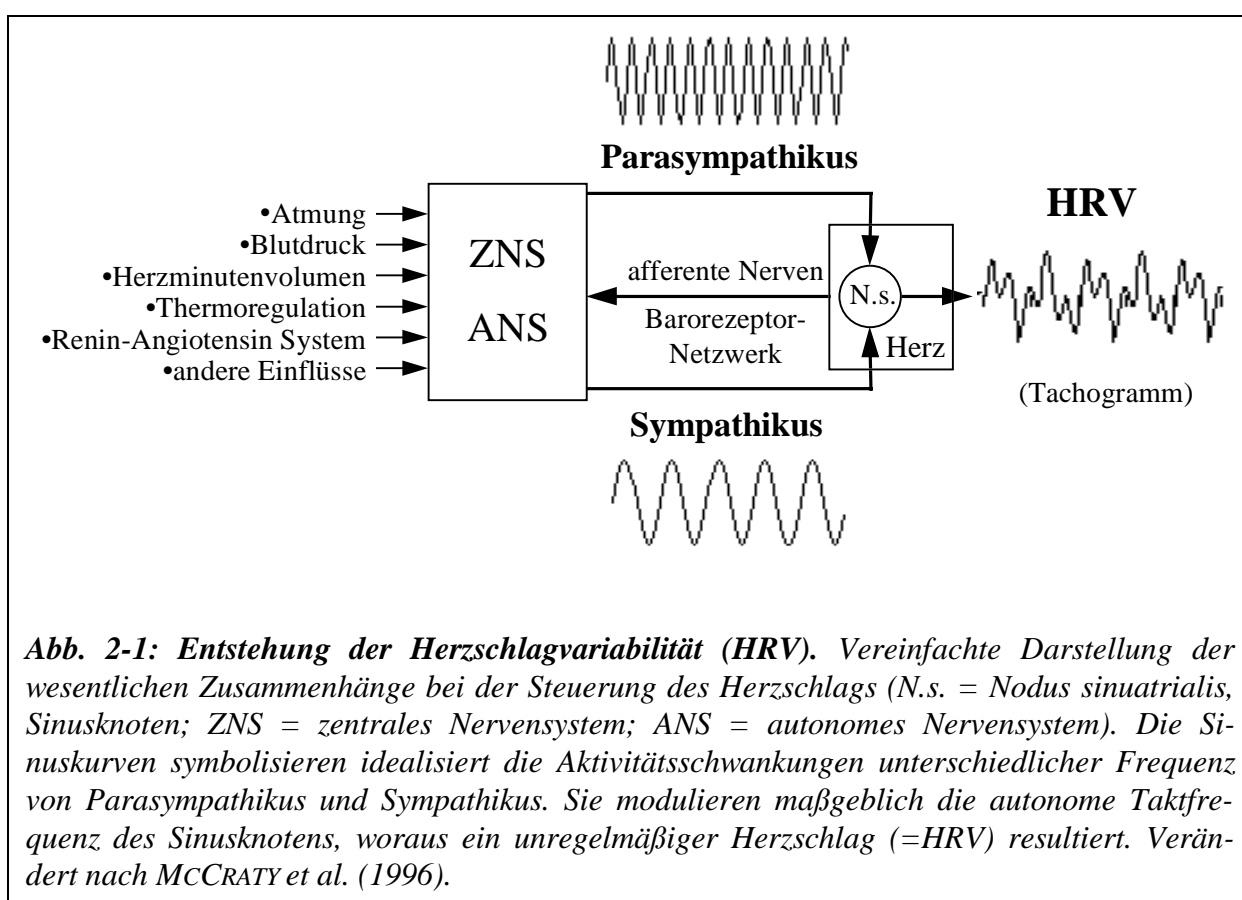 Parasympathikus
•Atmung
•Blutdruck
•Herzminutenvolumen
•Thermoregulation
•Renin-Angiotensin System
•andere Einflüsse
ZNS
ANS
afferente Nerven
Barorezeptor-
Netzwerk
N.s.
Herz
HRV
(Tachogramm)
Sympathikus
Abb. 2-1: Entstehung der Herzschlagvariabilität (HRV). Vereinfachte Darstellung der
wesentlichen Zusammenhänge bei der Steuerung des Herzschlags (N.s. = Nodus sinuatrialis,
Sinusknoten; ZNS = zentrales Nervensystem; ANS = autonomes Nervensystem). Die Si-
nuskurven symbolisieren idealisiert die Aktivitätsschwankungen unterschiedlicher Frequenz
von Parasympathikus und Sympathikus. Sie modulieren maßgeblich die autonome Taktfre-
quenz des Sinusknotens, woraus ein unregelmäßiger Herzschlag (=HRV) resultiert. Verän-
dert nach MCCRATY et al. (1996).